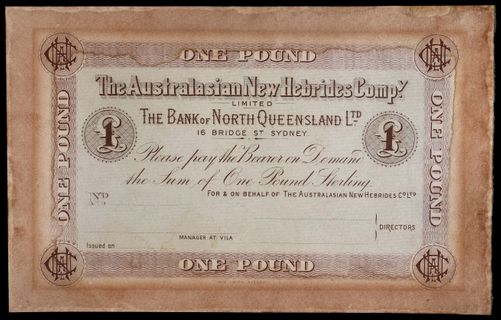 ONE POUND
The Australasian New Hebrides Compy.
LIMITED
THE BANK OF NORTH QUEENSLAND LTD
16 BRIDGE ST SYDNEY.
£1
£1
ONE POUND
ONE POUND
Please pay the Bearer on Demand
the Sum of One Pound Sterling.
FOR & ON BEHALF OF THE AUSTRALASIAN NEW HEBRIDES CO LTD
No
DIRECTORS
MANAGER AT VILA
Issued on
ONE POUND